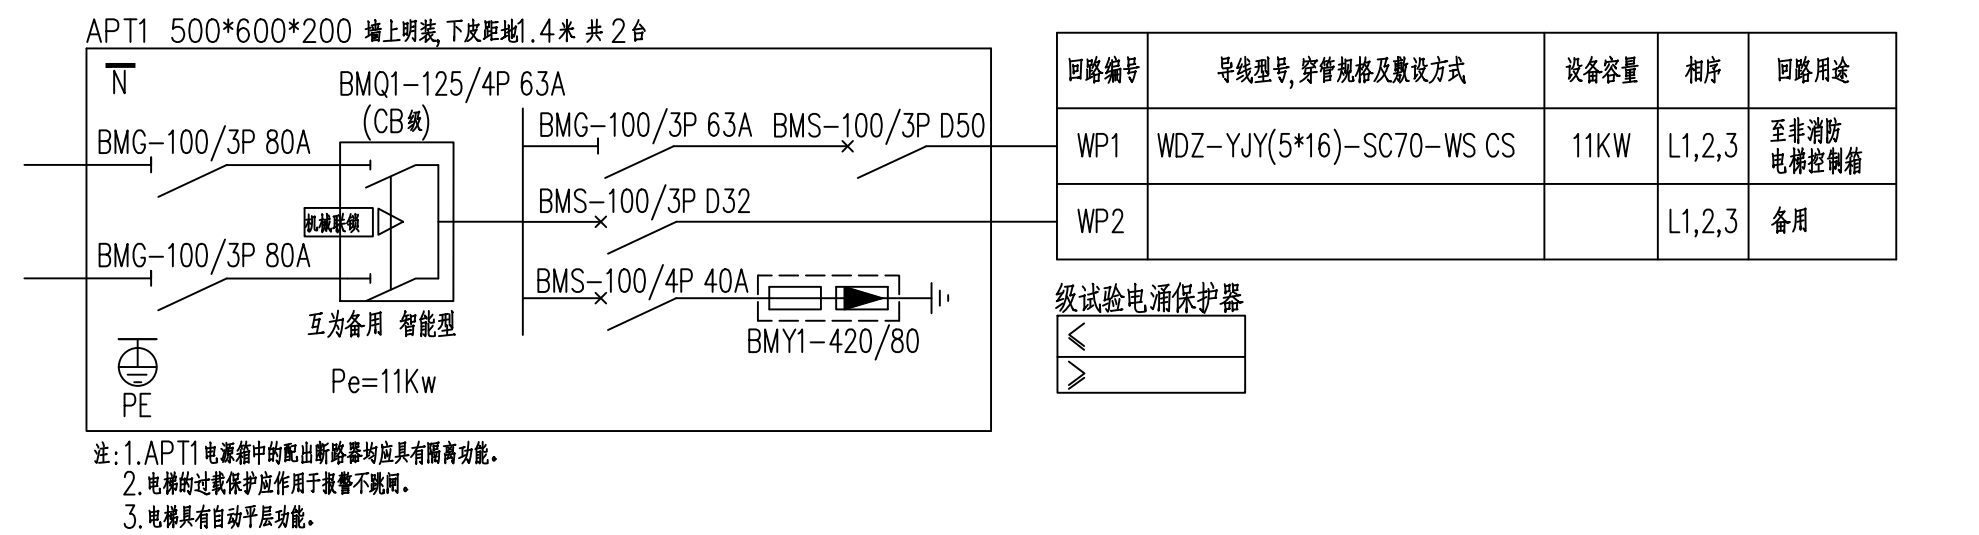 APT1 500*600*200 墙上明装,下皮距地1.4米 共2台
N
BMQ1-125/4P 63A
(CB级)
BMG-100/3P 80A
BMG-100/3P 63A
BMS-100/3P D50
机械联锁
BMS-100/3P D32
BMG-100/3P 80A
BMS-100/4P 40A
互为备用 智能型
BMY1-420/80
Pe=11Kw
PE
回路编号 导线型号,穿管规格及敷设方式 设备容量 相序 回路用途
WP1 WDZ-YJY(5*16)-SC70-WS CS 11KW L1,2,3 至非消防
电梯控制箱
WP2 L1,2,3 备用
级试验电涌保护器
≤
≥
注:1.APT1电源箱中的配出断路器均应具有隔离功能。
2.电梯的过载保护应作用于报警不跳闸。
3.电梯具有自动平层功能。